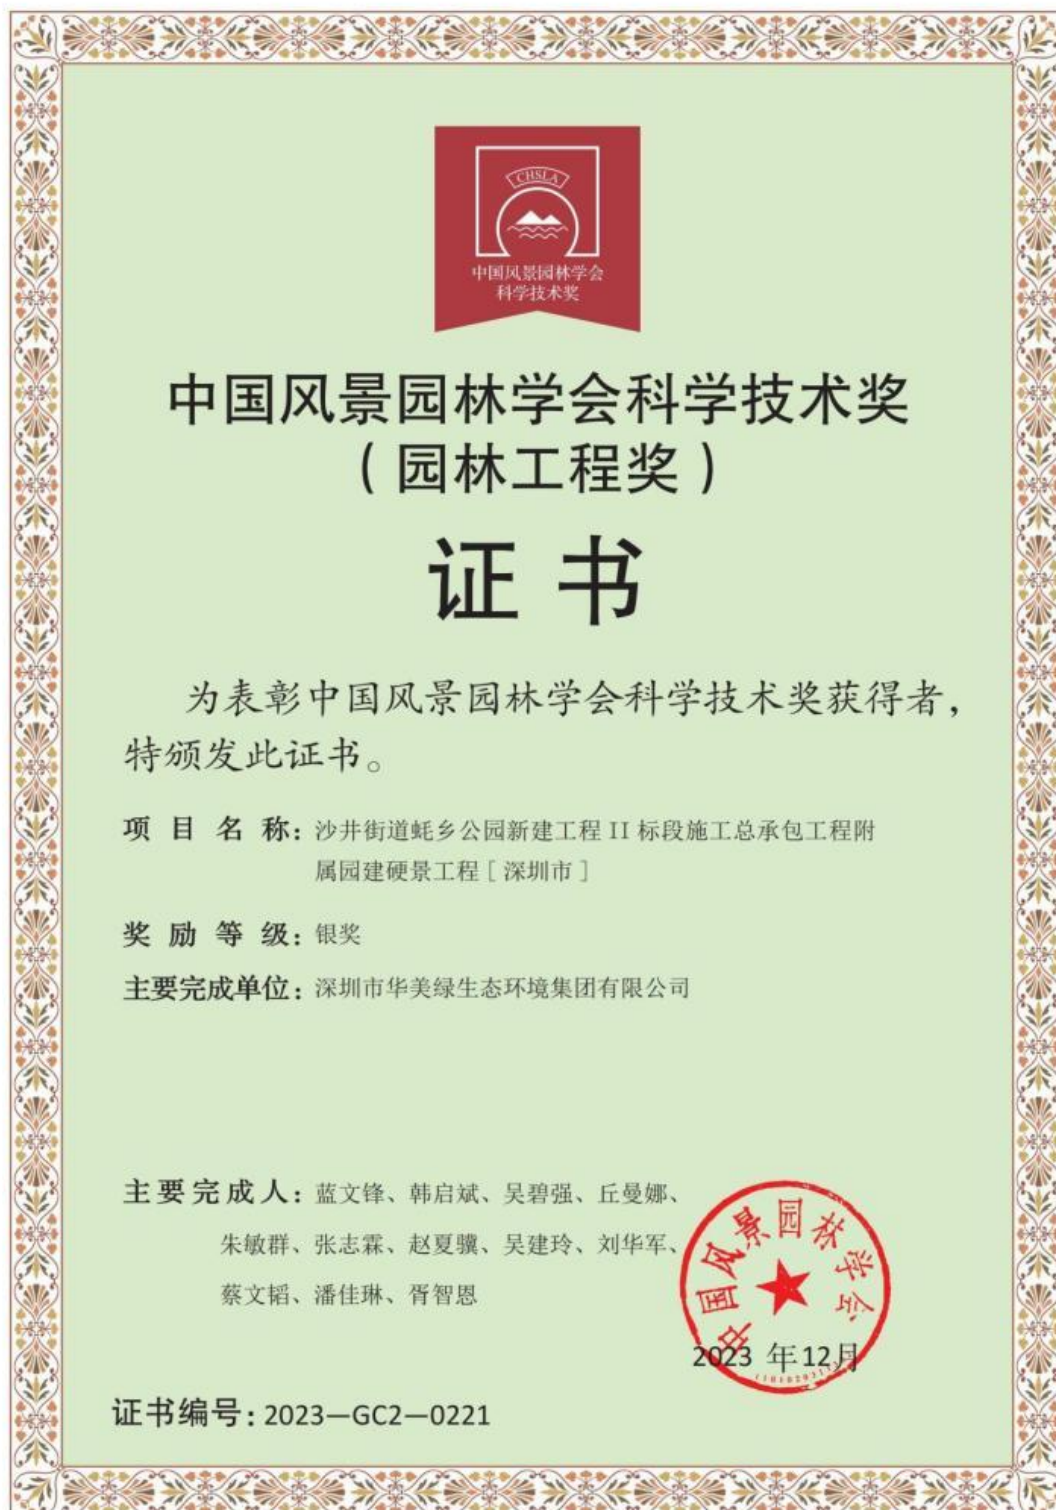 CHSLA
中国风景园林学会
科学技术奖
中国风景园林学会科学技术奖
（园林工程奖）
证书
为表彰中国风景园林学会科学技术奖获得者，
特颁发此证书。
项目名称：沙井街道蚝乡公园新建工程 II 标段施工总承包工程附
属园建硬景工程［深圳市］
奖励等级：银奖
主要完成单位：深圳市华美绿生态环境集团有限公司
主要完成人：蓝文锋、韩启斌、吴碧强、丘曼娜、
朱敏群、张志霖、赵夏骥、吴建玲、刘华军、
蔡文韬、潘佳琳、胥智恩
中国风景园林学会
2023 年12月
证书编号：2023—GC2—0221